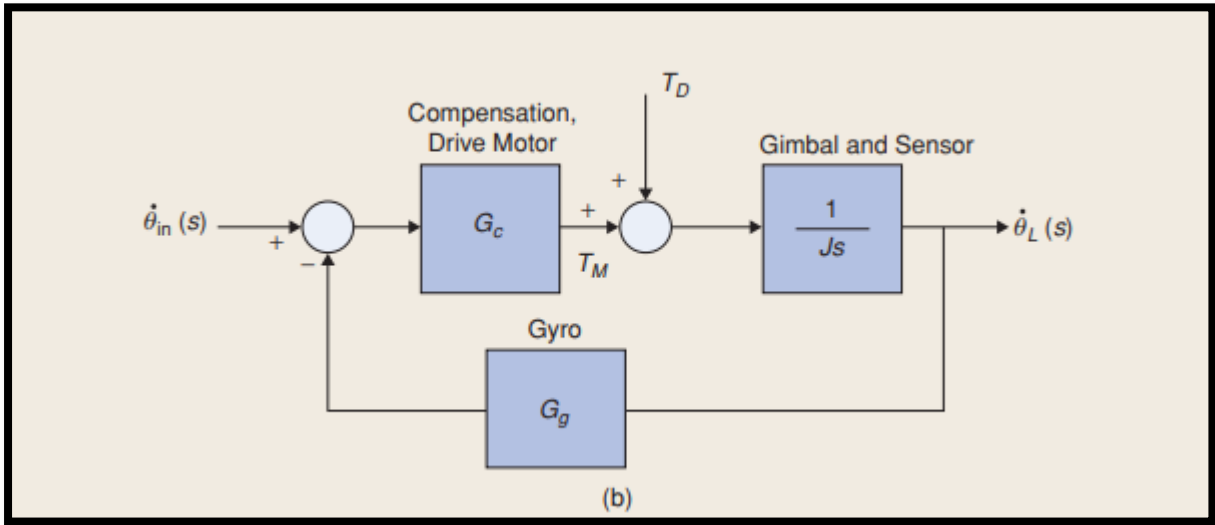 T_D
Compensation,
Drive Motor
Gimbal and Sensor
+
θ̇_in (s)
+
−
G_c
+
T_M
1
Js
θ̇_L (s)
Gyro
G_g
(b)